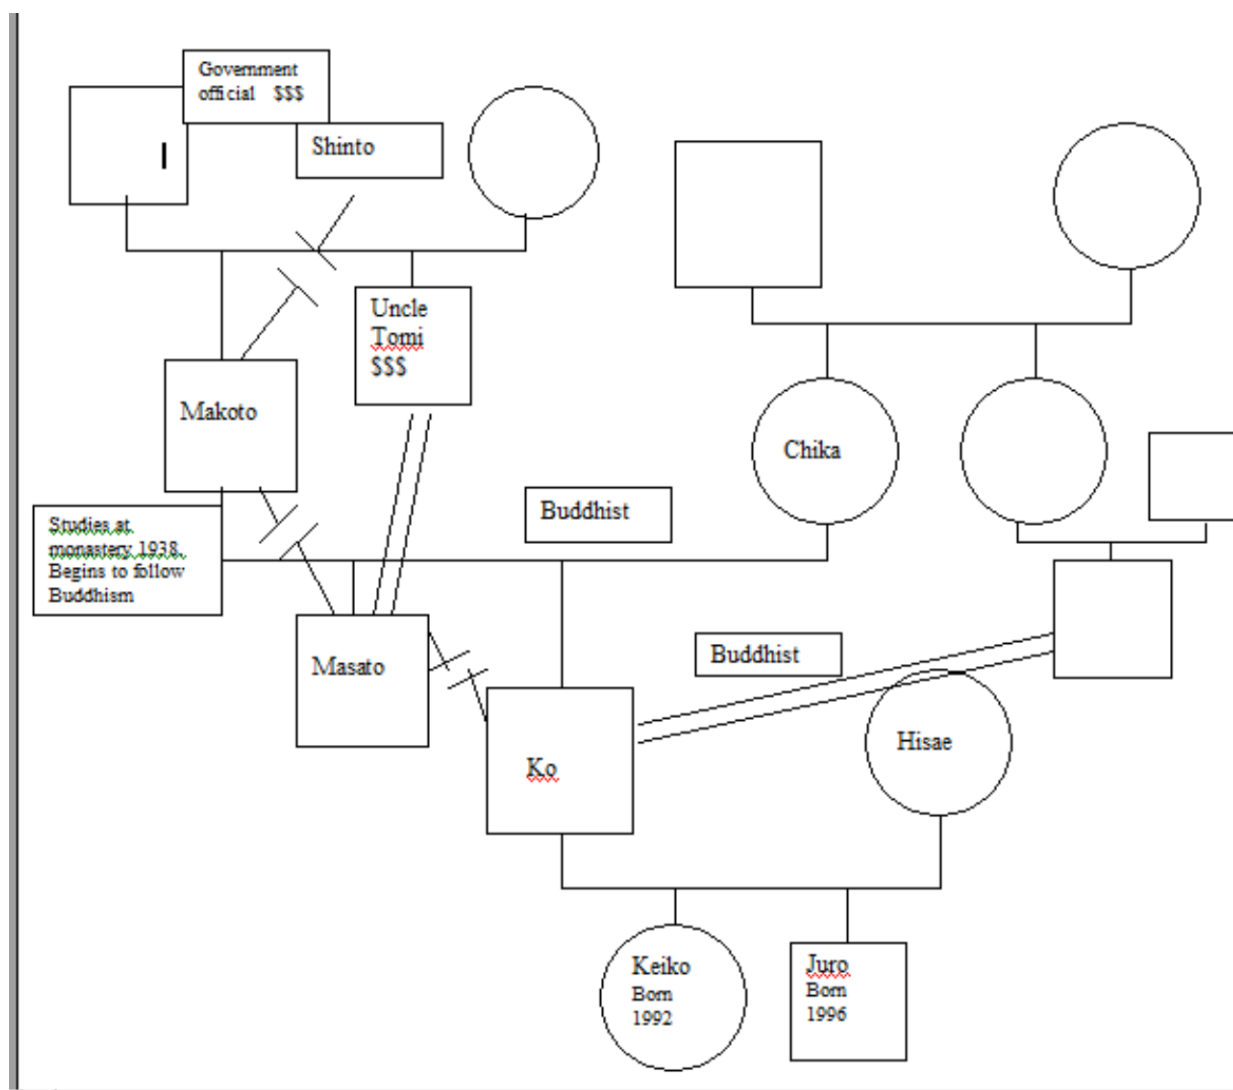 Government
official $$$
Shinto
Uncle
Tomi
$$$
Makoto
Chika
Buddhist
Studies at
monastery 1938.
Begins to follow
Buddhism
Masato
Buddhist
Ko
Hisae
Keiko
Born
1992
Juro
Born
1996